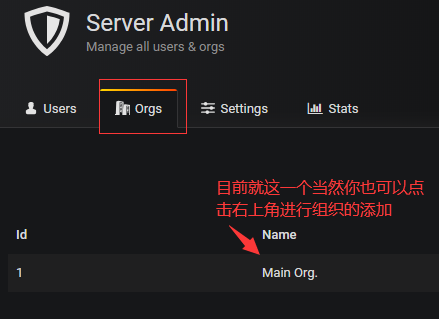 Server Admin
Manage all users & orgs
Users Orgs Settings Stats
目前就这一个当然你也可以点
击右上角进行组织的添加
Id Name
1 Main Org.